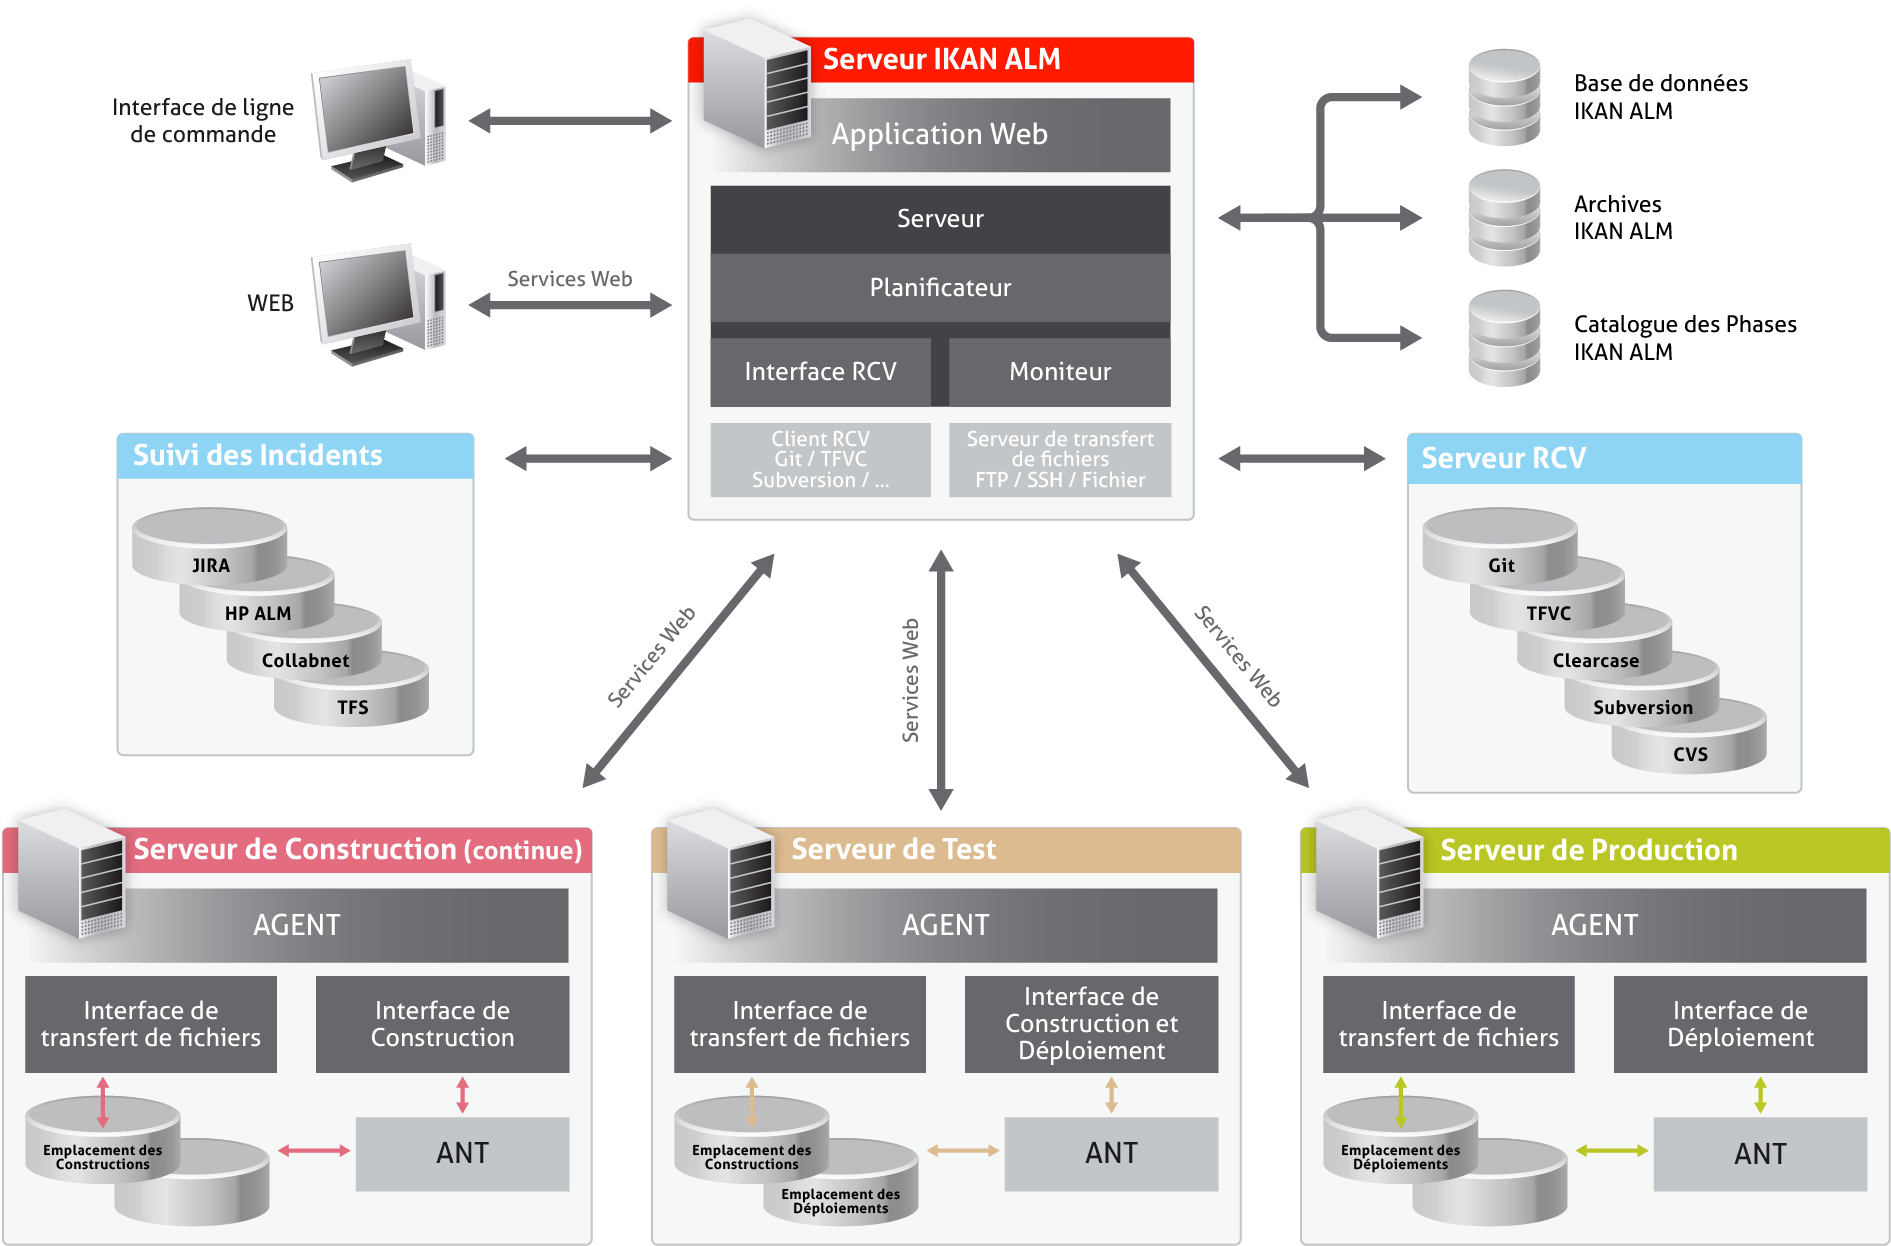 Serveur IKAN ALM
Interface de ligne
de commande
Application Web
Base de données
IKAN ALM
Serveur
Archives
IKAN ALM
WEB
Services Web
Planificateur
Catalogue des Phases
IKAN ALM
Interface RCV
Moniteur
Client RCV
Git / TFVC
Subversion / ...
Serveur de transfert
de fichiers
FTP / SSH / Fichier
Suivi des Incidents
JIRA
HP ALM
Collabnet
TFS
Serveur RCV
Git
TFVC
Clearcase
Subversion
CVS
Services Web
Services Web
Services Web
Serveur de Construction (continue)
AGENT
Interface de
transfert de fichiers
Interface de
Construction
Emplacement des
Constructions
ANT
Serveur de Test
AGENT
Interface de
transfert de fichiers
Interface de
Construction et
Déploiement
Emplacement des
Constructions
Emplacement des
Déploiements
ANT
Serveur de Production
AGENT
Interface de
transfert de fichiers
Interface de
Déploiement
Emplacement des
Déploiements
ANT